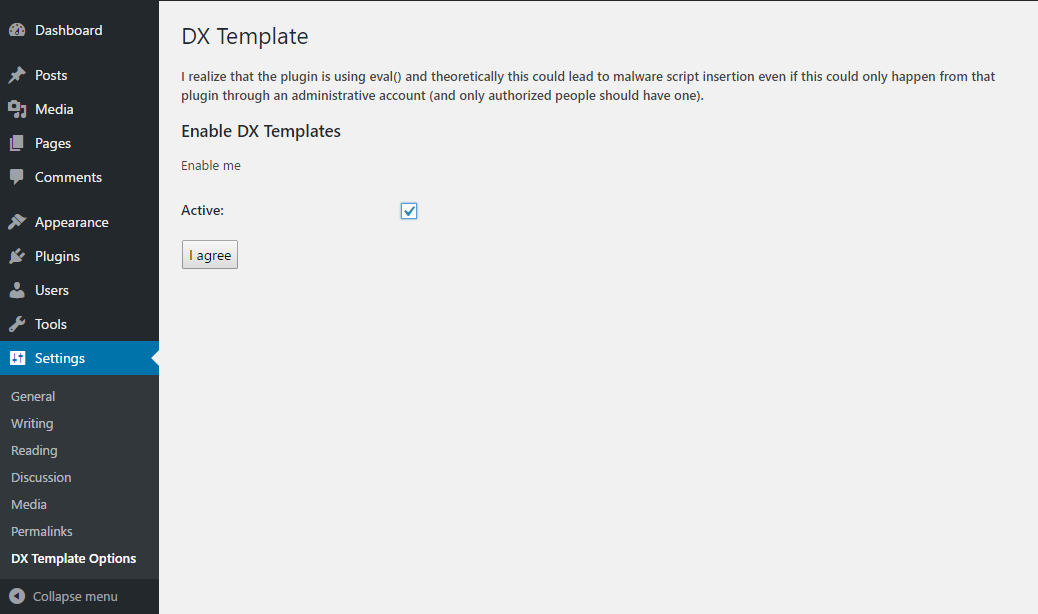 Dashboard
Posts
Media
Pages
Comments
Appearance
Plugins
Users
Tools
Settings
General
Writing
Reading
Discussion
Media
Permalinks
DX Template Options
Collapse menu
DX Template
I realize that the plugin is using eval() and theoretically this could lead to malware script insertion even if this could only happen from that
plugin through an administrative account (and only authorized people should have one).
Enable DX Templates
Enable me
Active:
I agree